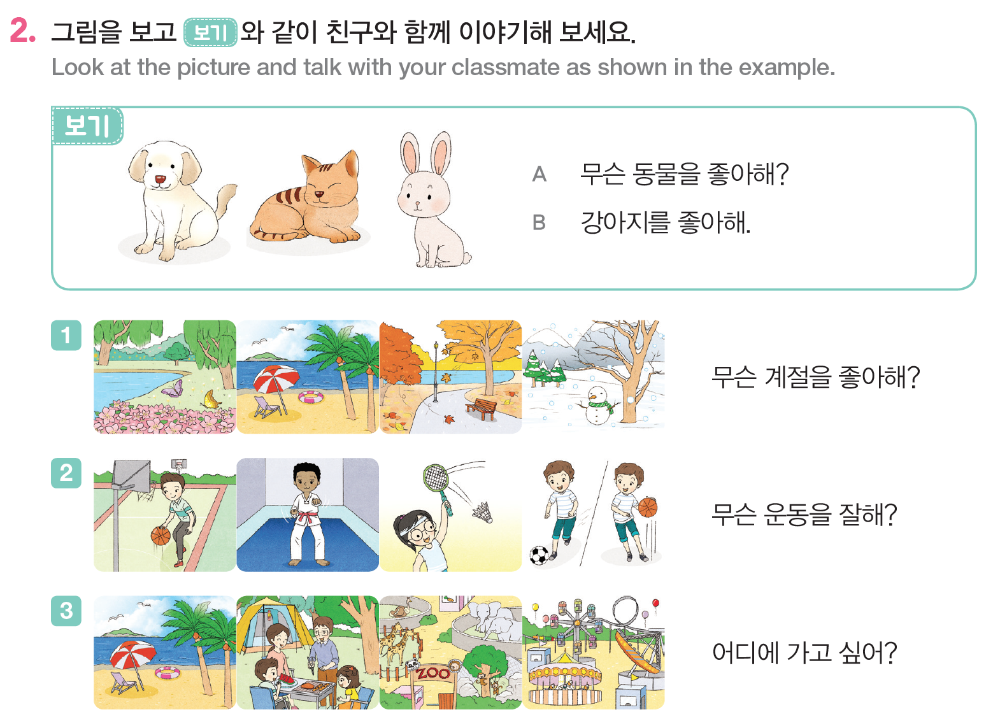 2. 그림을 보고 보기 와 같이 친구와 함께 이야기해 보세요.
Look at the picture and talk with your classmate as shown in the example.
보기
A 무슨 동물을 좋아해?
B 강아지를 좋아해.
1 무슨 계절을 좋아해?
2 무슨 운동을 잘해?
3 어디에 가고 싶어?
ZOO